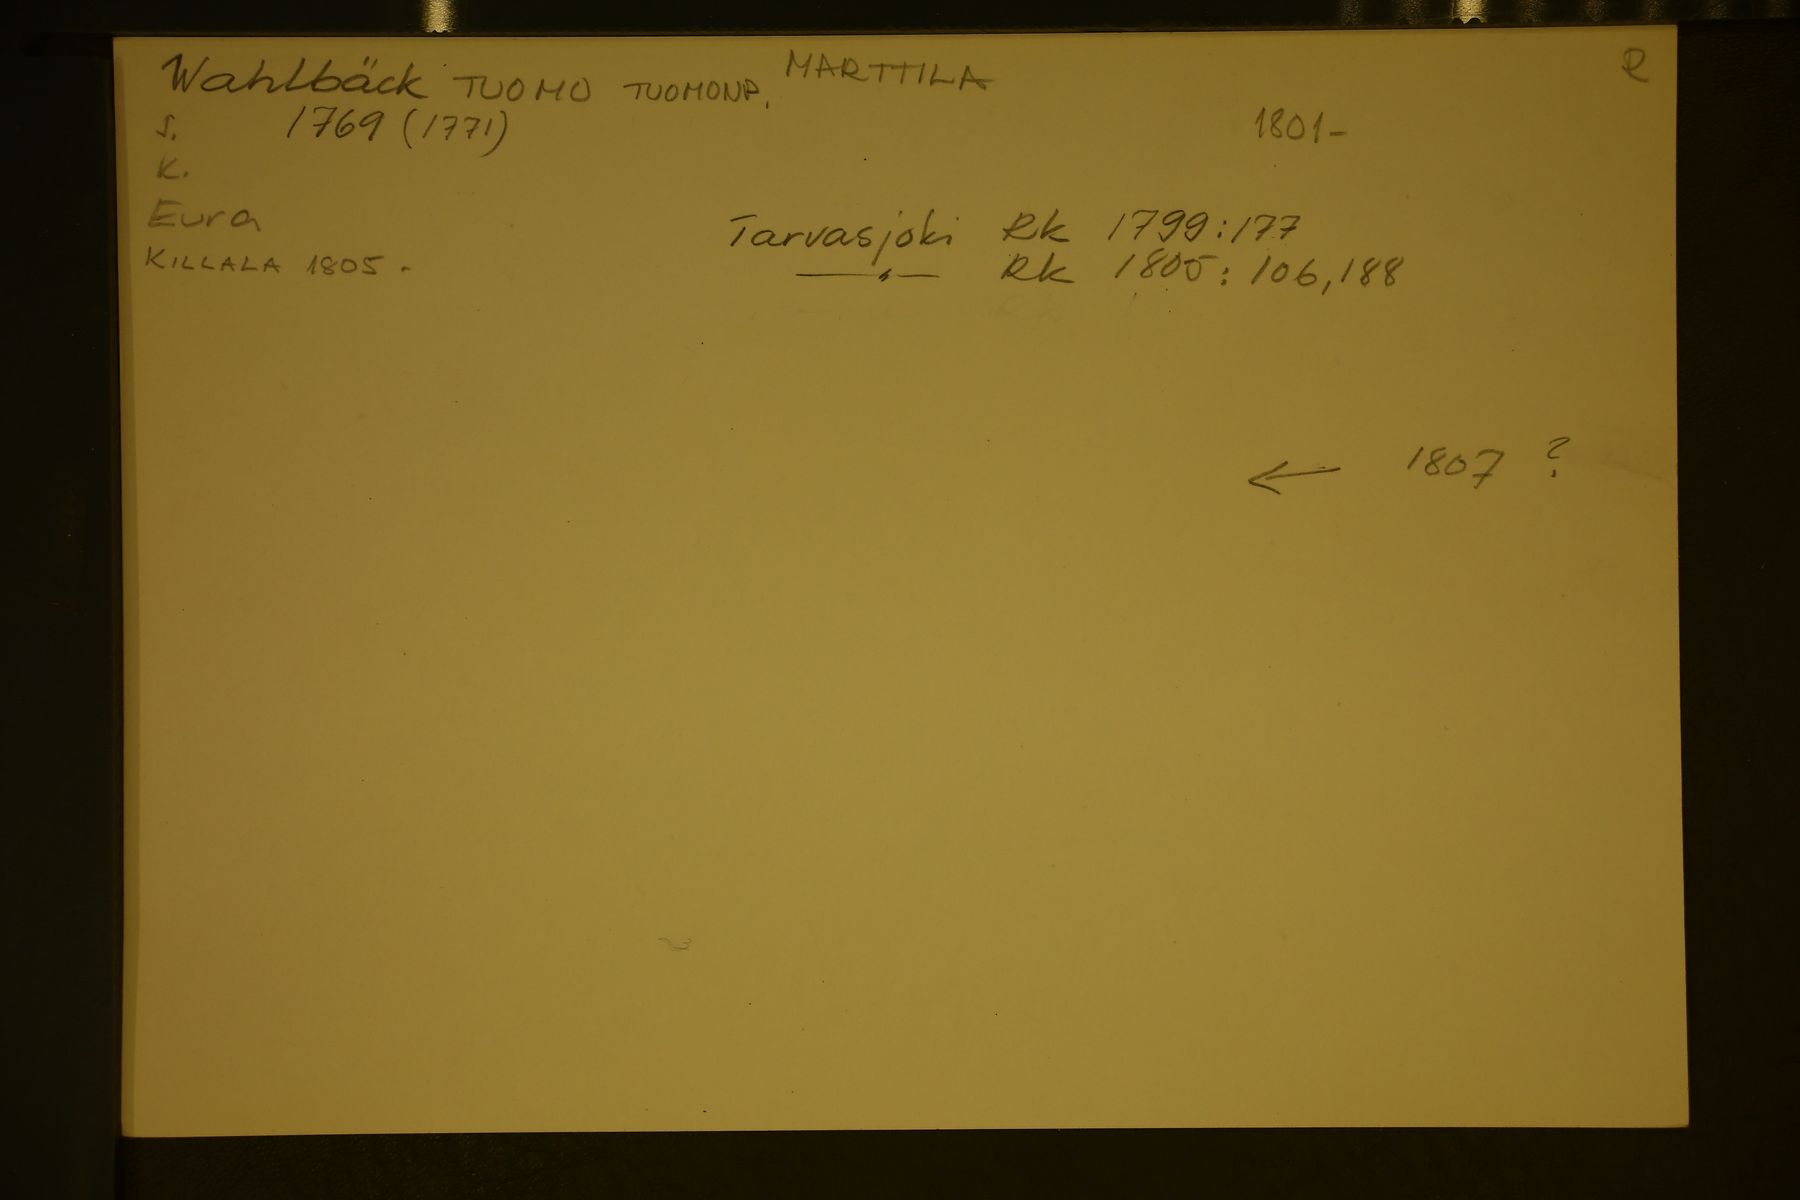 Wahlbäck TUOMO TUOMONP. MARTTILA R
s. 1769 (1771) 1801-
K.
Eura Tarvasjoki Rk 1799:177
KILLALA 1805- —〃— Rk 1805: 106,188
← 1807 ?